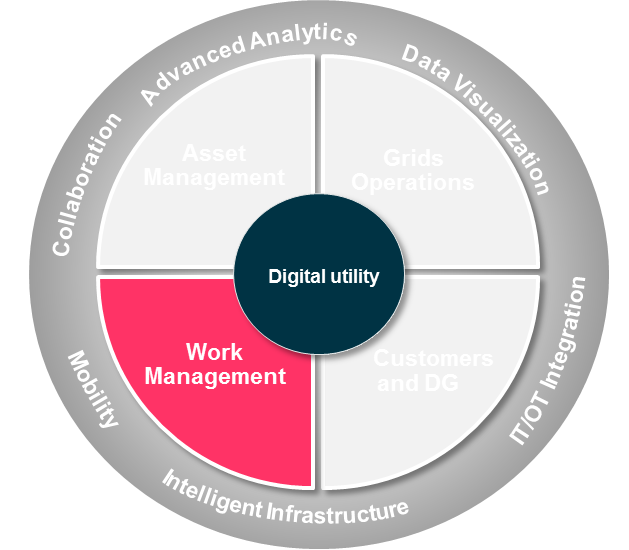 Advanced Analytics
Data Visualization
Collaboration
Asset
Management
Grids
Operations
Digital utility
Work
Management
Customers
and DG
Mobility
IT/OT Integration
Intelligent Infrastructure